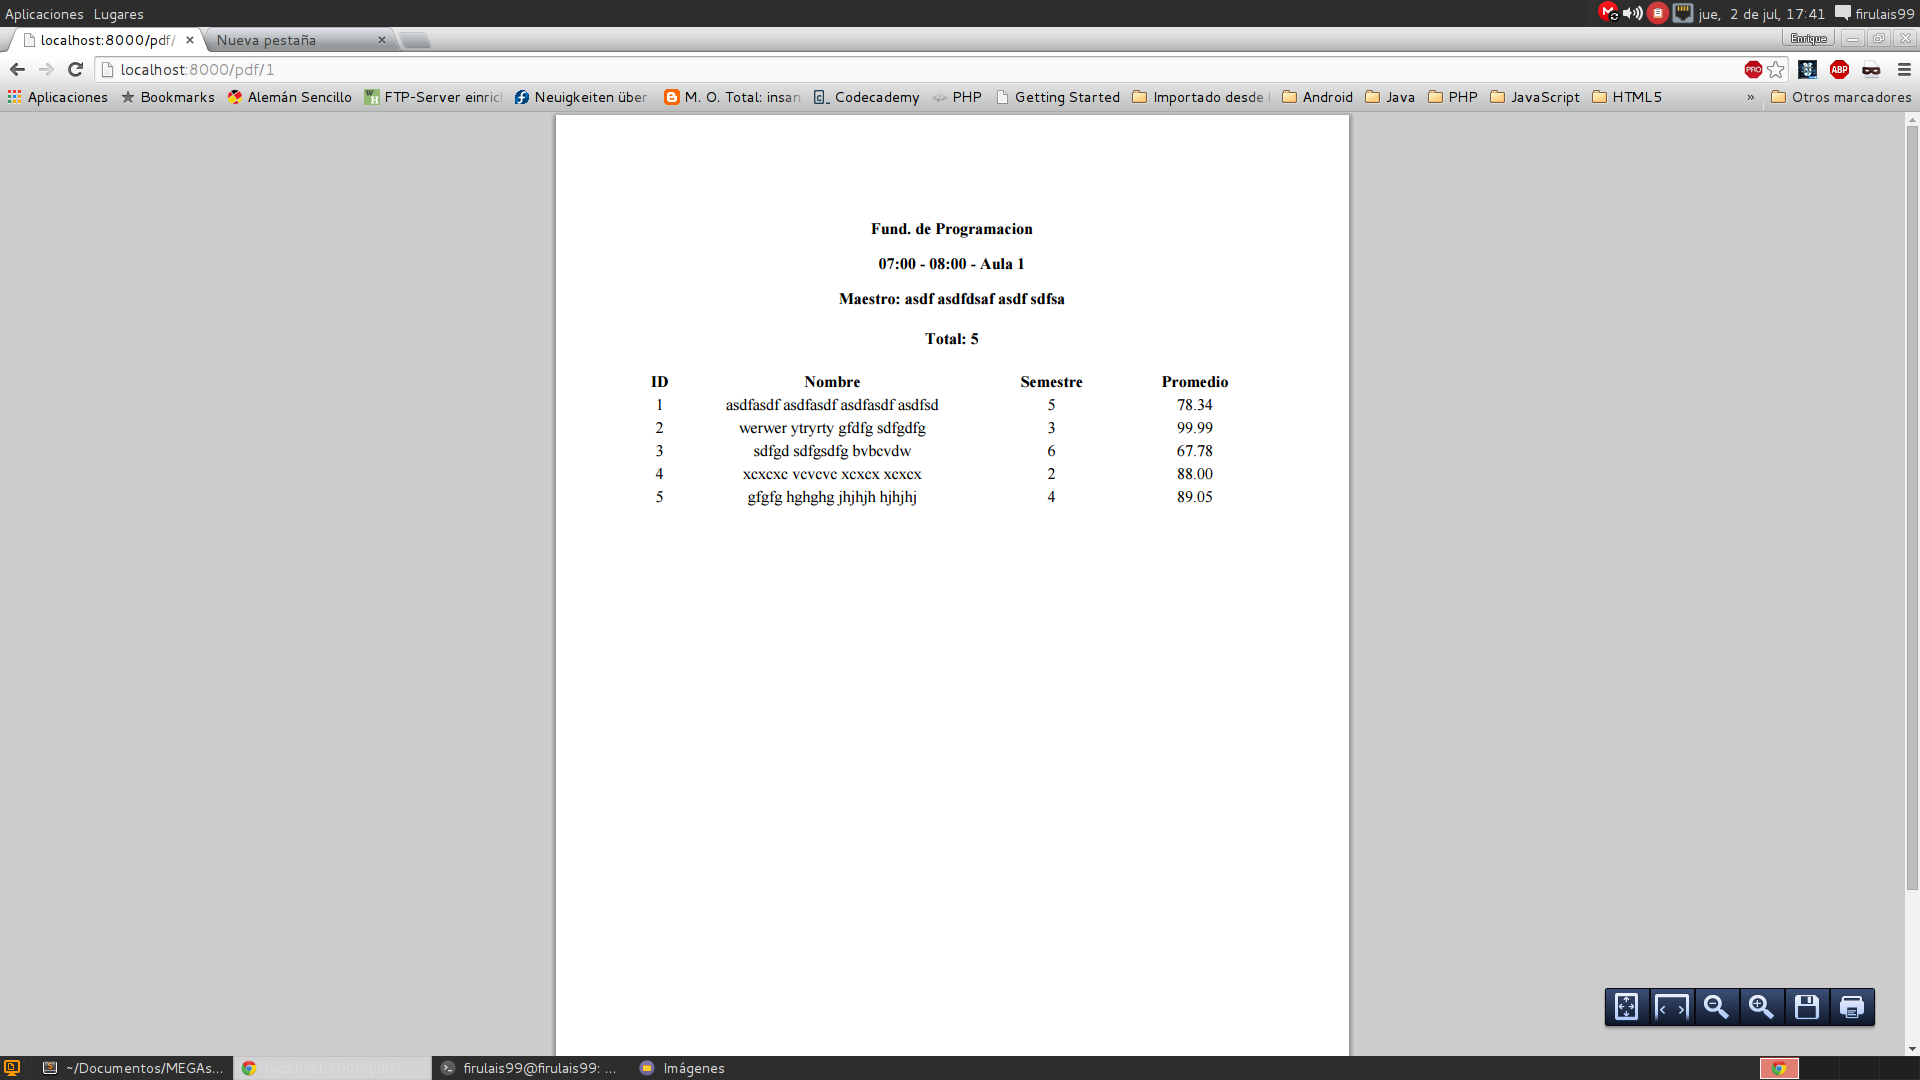 Aplicaciones Lugares jue, 2 de jul, 17:41 firulais99
localhost:8000/pdf/ Nueva pestaña Enrique
localhost:8000/pdf/1 PRO ABP
Aplicaciones Bookmarks Alemán Sencillo FTP-Server einric Neuigkeiten über M. O. Total: insan Codecademy PHP Getting Started Importado desde Android Java PHP JavaScript HTML5 » Otros marcadores
Fund. de Programacion
07:00 - 08:00 - Aula 1
Maestro: asdf asdfdsaf asdf sdfsa
Total: 5
ID Nombre Semestre Promedio
1 asdfasdf asdfasdf asdfasdf asdfsd 5 78.34
2 werwer ytryrty gfdfg sdfgdfg 3 99.99
3 sdfgd sdfgsdfg bvbcvdw 6 67.78
4 xcxcxc vcvcvc xcxcx xcxcx 2 88.00
5 gfgfg hghghg jhjhjh hjhjhj 4 89.05
~/Documentos/MEGAs... localhost:8000/pdf/1 firulais99@firulais99: ... Imágenes